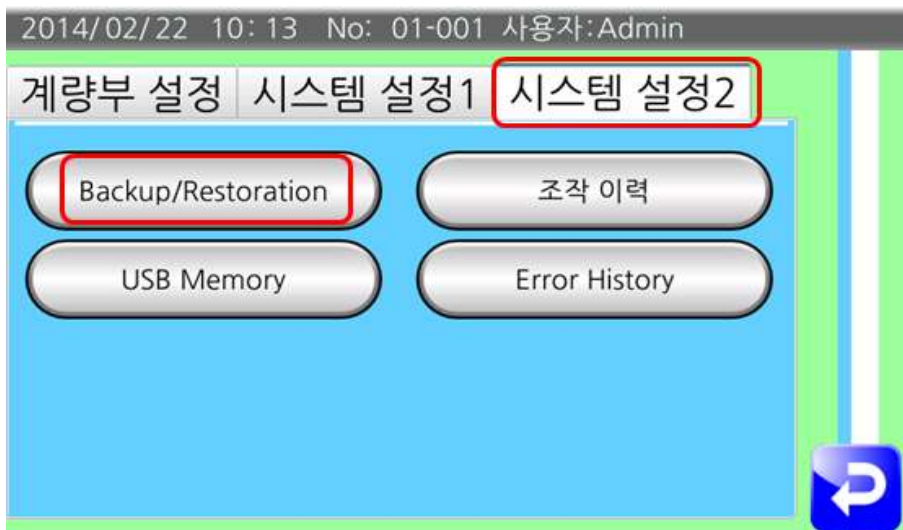 2014/02/22 10:13 No: 01-001 사용자:Admin
계량부 설정 시스템 설정1 시스템 설정2
Backup/Restoration 조작 이력
USB Memory Error History